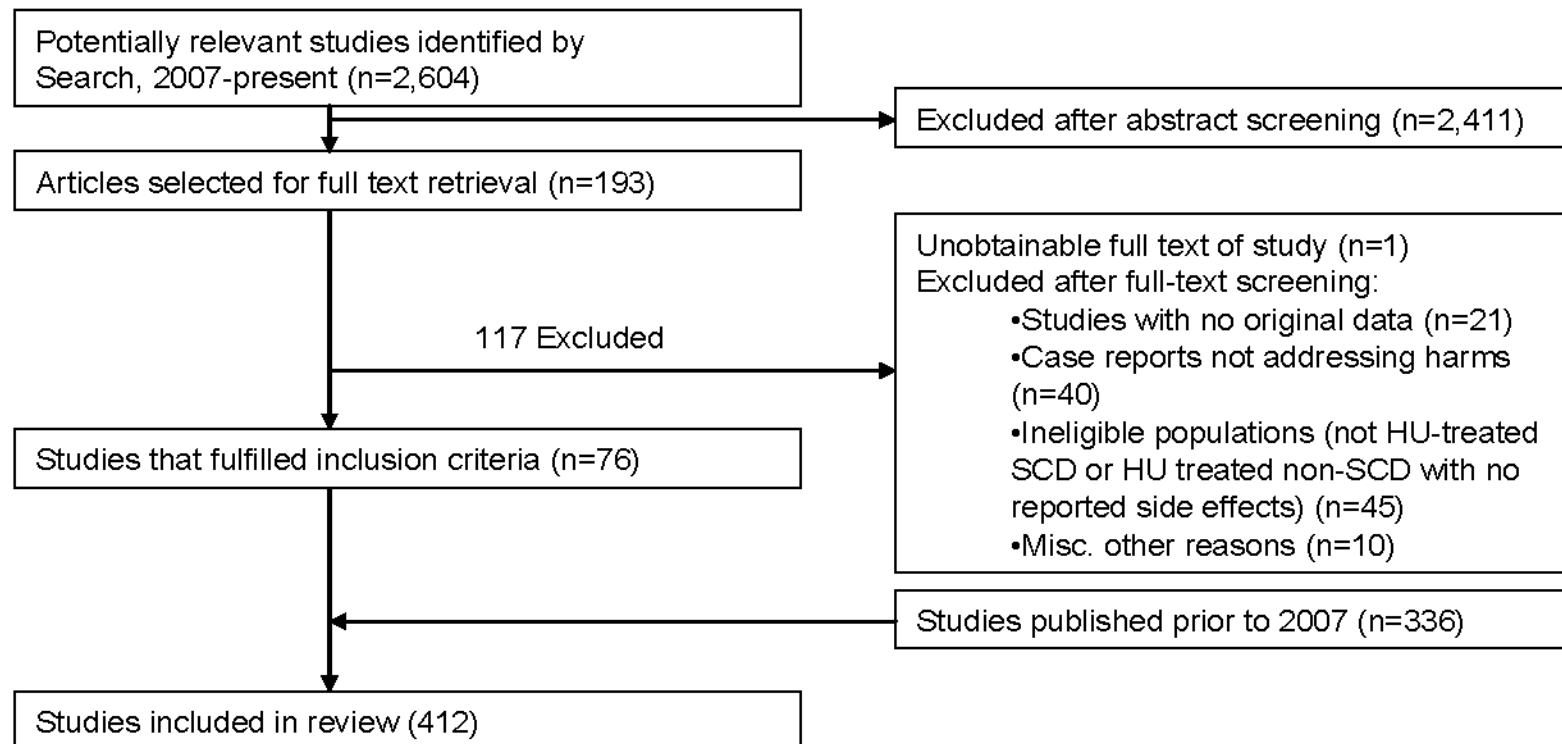 Potentially relevant studies identified by
Search, 2007-present (n=2,604)
Excluded after abstract screening (n=2,411)
Articles selected for full text retrieval (n=193)
117 Excluded
Unobtainable full text of study (n=1)
Excluded after full-text screening:
•Studies with no original data (n=21)
•Case reports not addressing harms
(n=40)
•Ineligible populations (not HU-treated
SCD or HU treated non-SCD with no
reported side effects) (n=45)
•Misc. other reasons (n=10)
Studies that fulfilled inclusion criteria (n=76)
Studies published prior to 2007 (n=336)
Studies included in review (412)